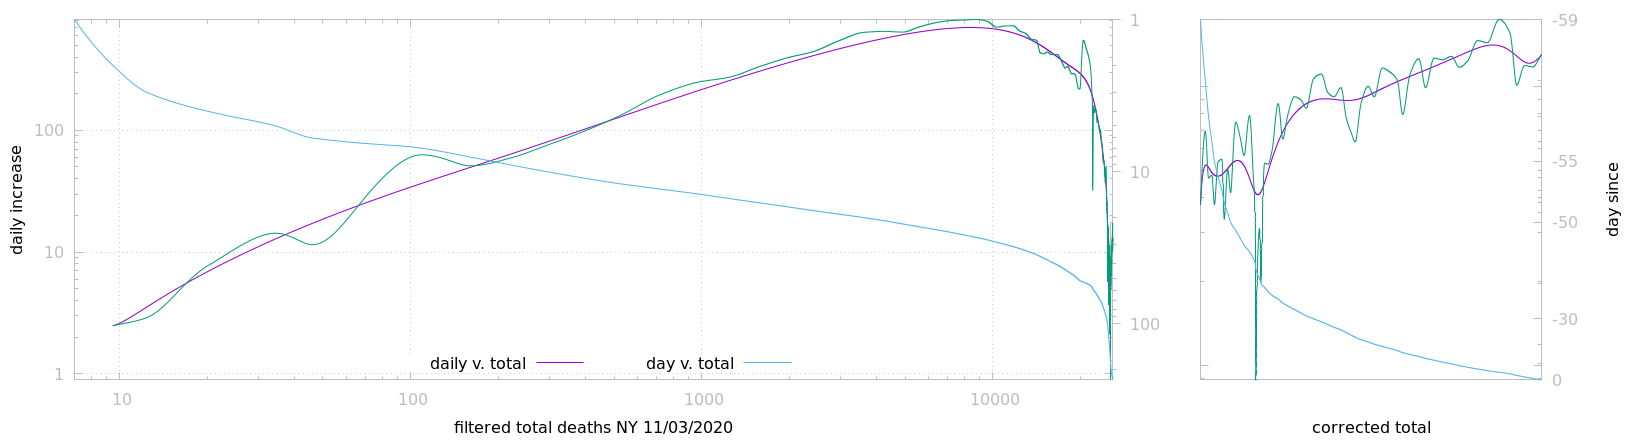 daily increase
100
10
1
10
100
1000
10000
filtered total deaths NY 11/03/2020
daily v. total
day v. total
1
10
100
corrected total
-59
-55
-50
-30
0
day since